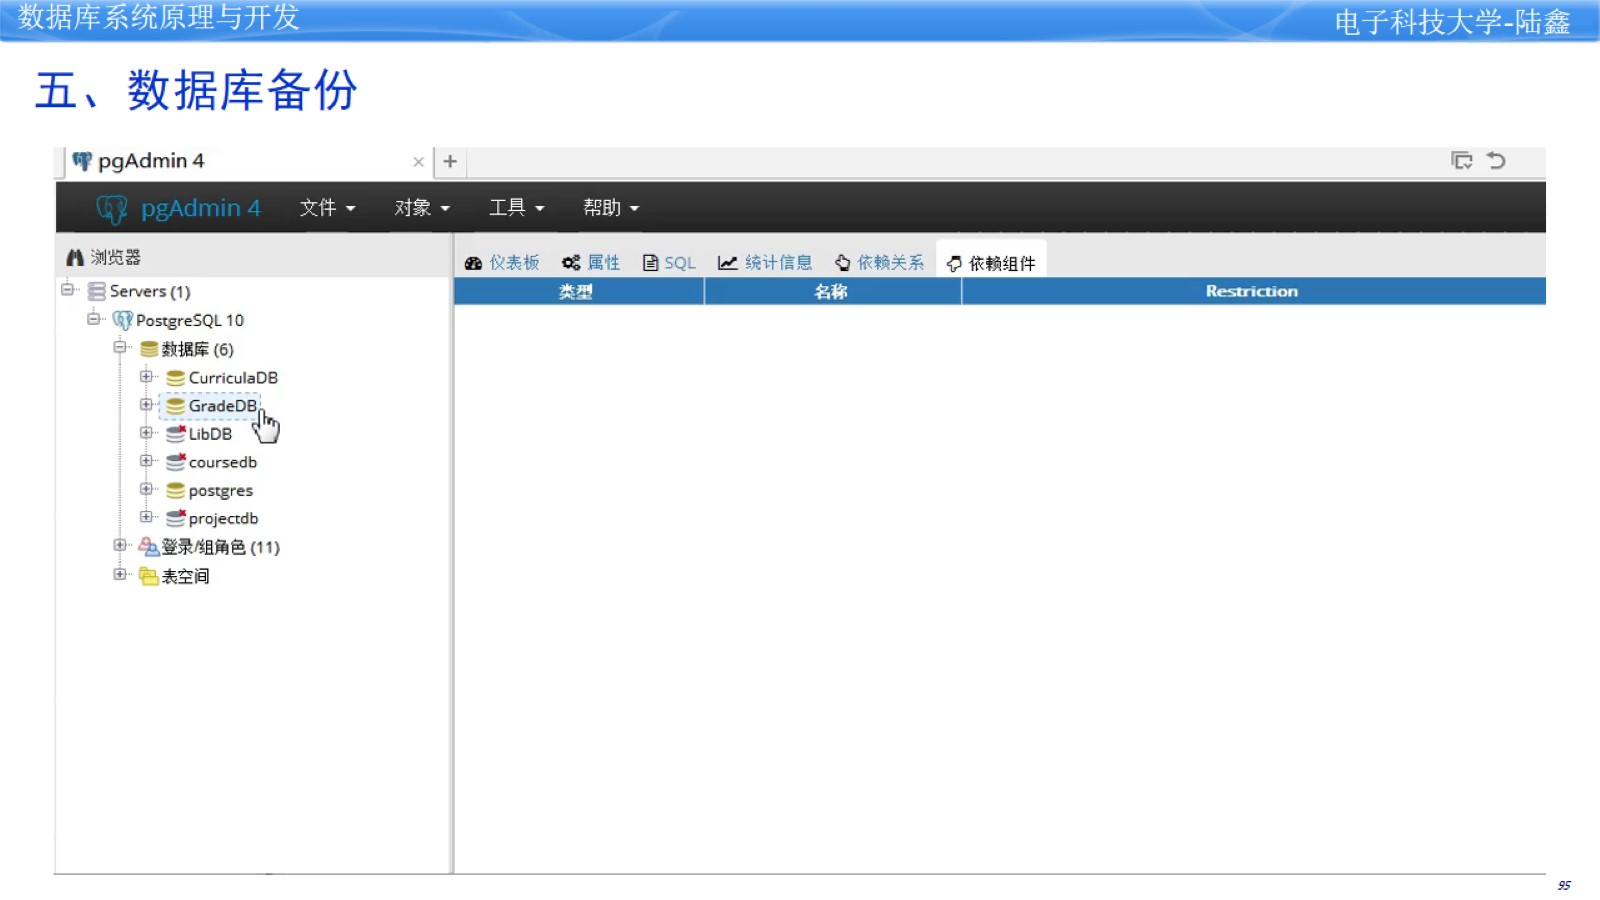 数据库系统原理与开发
电子科技大学-陆鑫
五、数据库备份
pgAdmin 4
pgAdmin 4 文件 对象 工具 帮助
浏览器
仪表板 属性 SQL 统计信息 依赖关系 依赖组件
类型 名称 Restriction
Servers (1)
PostgreSQL 10
数据库 (6)
CurriculaDB
GradeDB
LibDB
coursedb
postgres
projectdb
登录/组角色 (11)
表空间
95